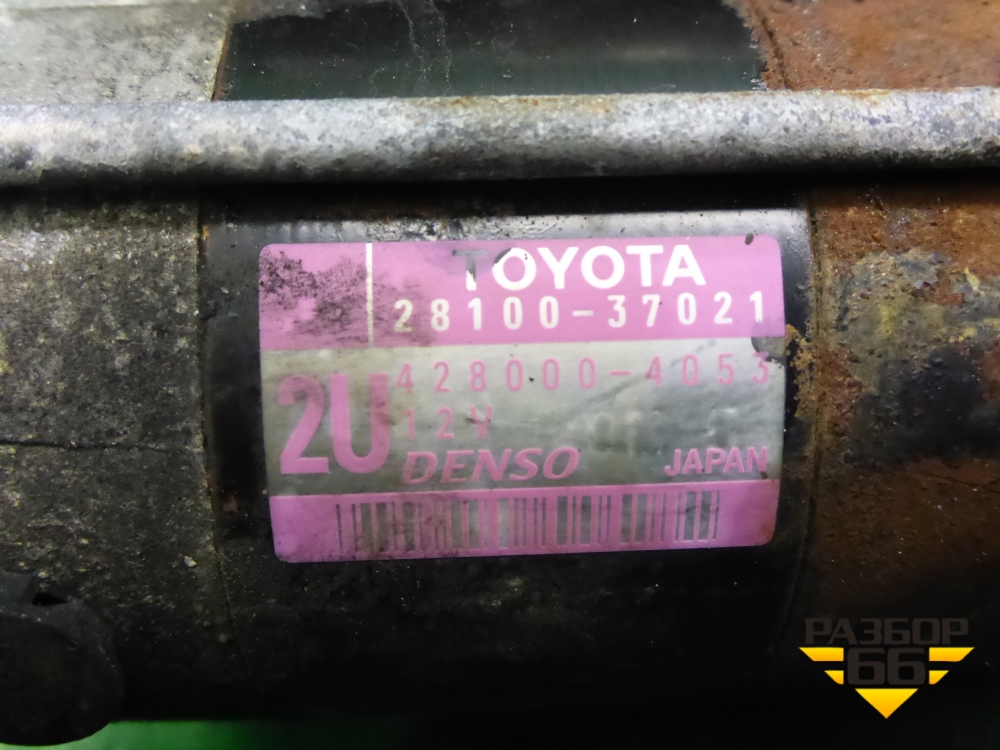 TOYOTA
28100-37021
2U
428000-4053
12V
DENSO
JAPAN
РАЗБОР
66